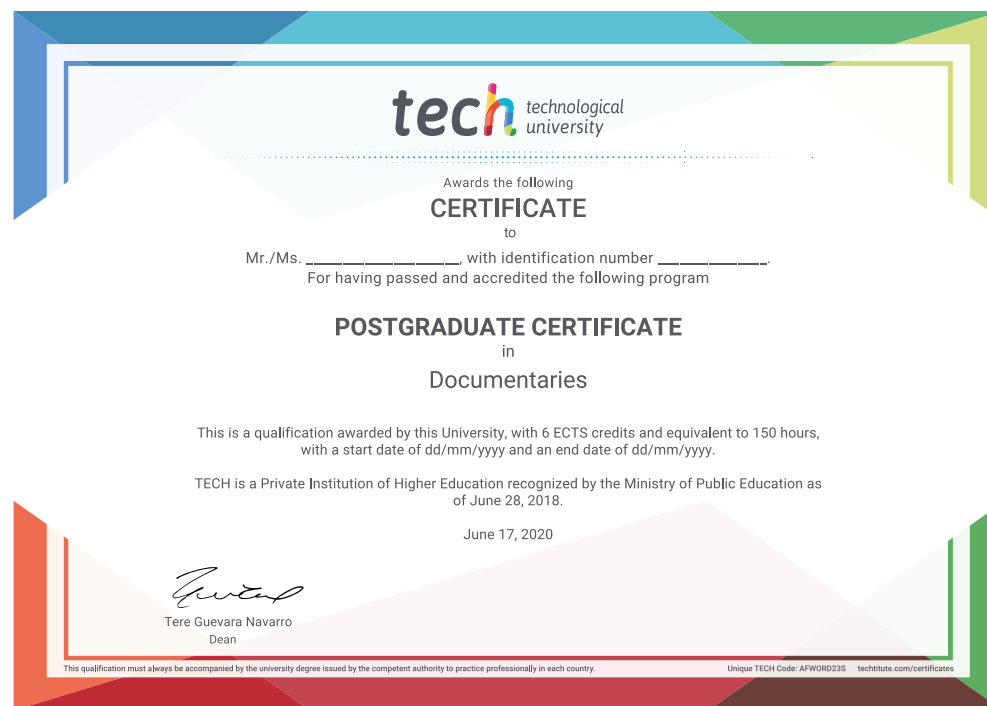 tech technological
university
Awards the following
CERTIFICATE
to
Mr./Ms. ____________________, with identification number ______________.
For having passed and accredited the following program
POSTGRADUATE CERTIFICATE
in
Documentaries
This is a qualification awarded by this University, with 6 ECTS credits and equivalent to 150 hours,
with a start date of dd/mm/yyyy and an end date of dd/mm/yyyy.
TECH is a Private Institution of Higher Education recognized by the Ministry of Public Education as
of June 28, 2018.
June 17, 2020
Tere Guevara Navarro
Dean
This qualification must always be accompanied by the university degree issued by the competent authority to practice professionally in each country.
Unique TECH Code: AFWORD23S techtitute.com/certificates